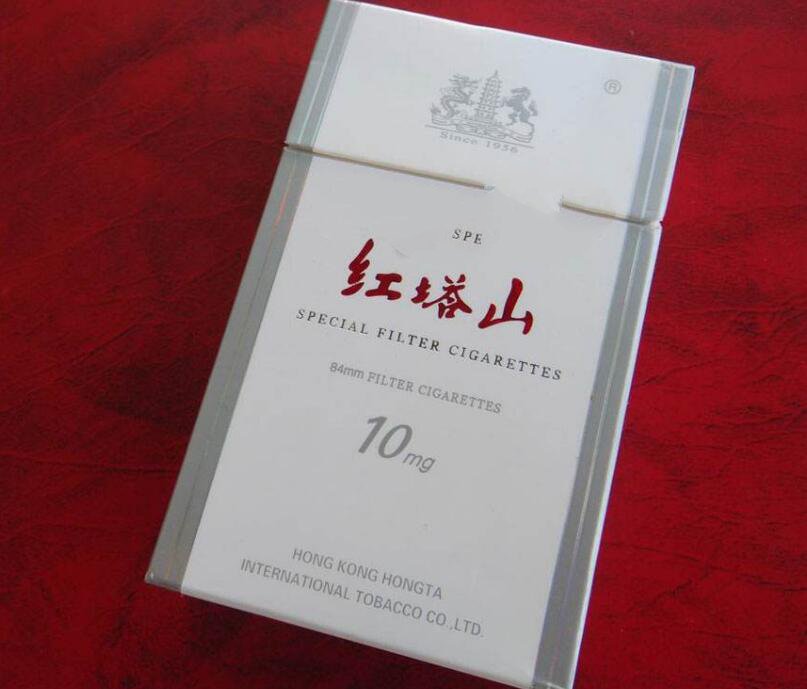 ®
Since 1956
SPE
红塔山
SPECIAL FILTER CIGARETTES
84mm FILTER CIGARETTES
10mg
HONG KONG HONGTA
INTERNATIONAL TOBACCO CO.,LTD.